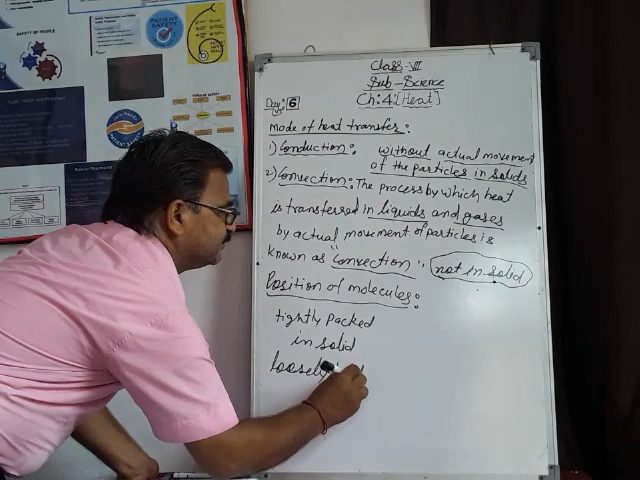 Class-VII
Sub-Science
Ch:4:[Heat]
Day: 6
Mode of heat transfer:
1) Conduction: without actual movement
of the particles in solids
2) Convection: The process by which heat
is transferred in liquids and gases
by actual movement of particles is
known as "Convection". not in solid
Position of molecules:
tightly packed
in solid
loosely
PATIENT
SAFETY